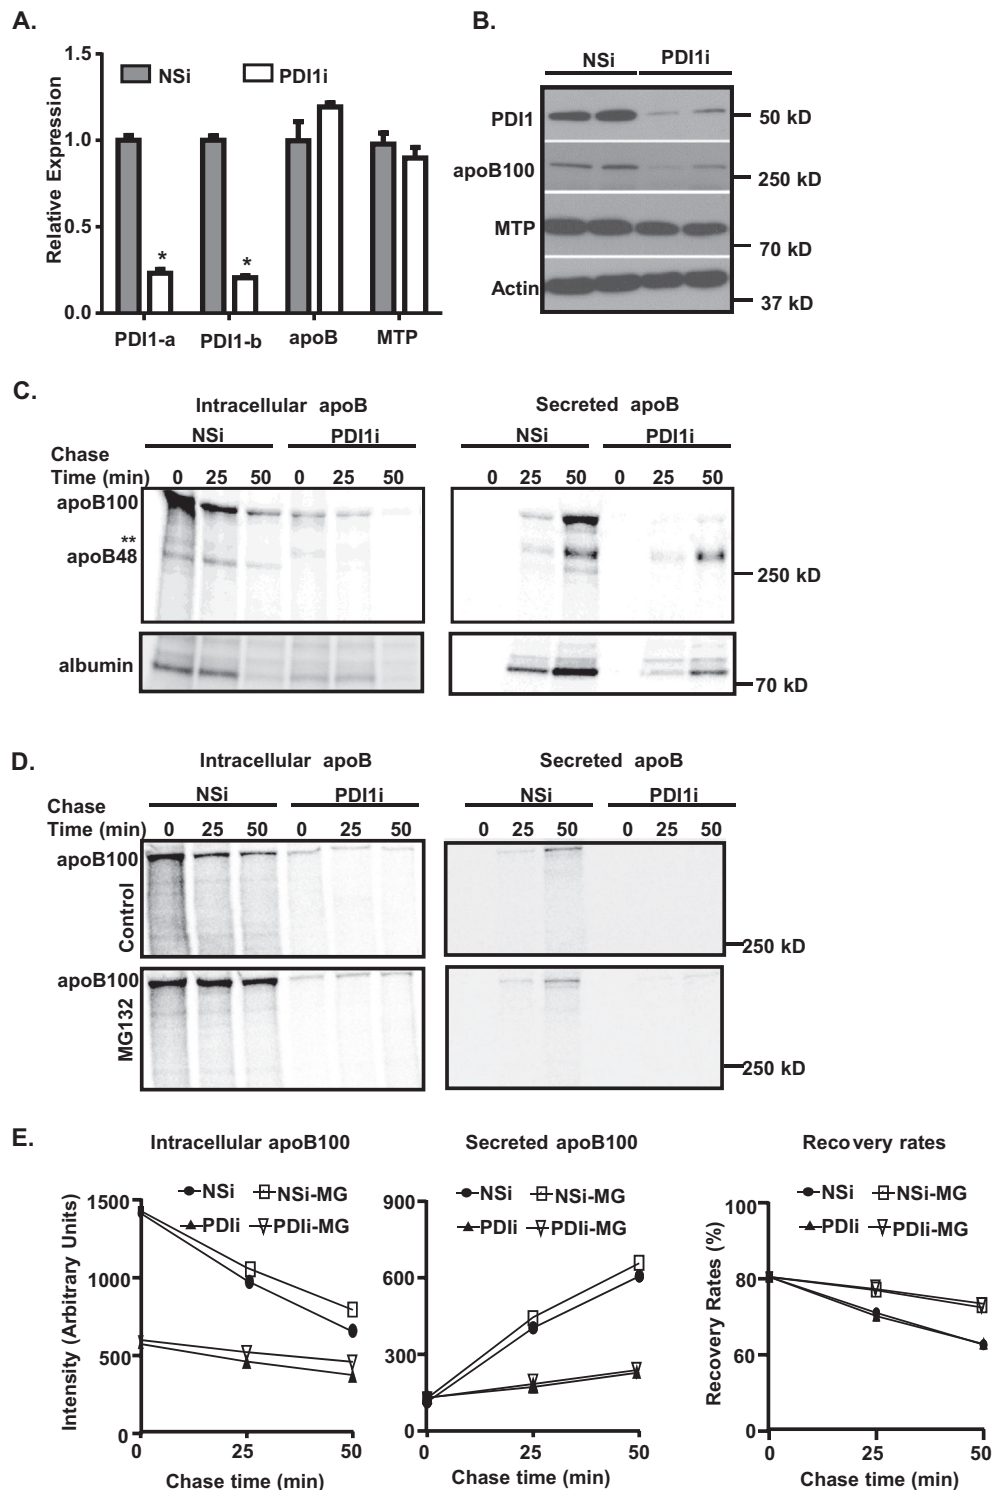 A.
1.5
1.0
0.5
0.0
Relative Expression
NSi
PDI1i
*
*
PDI1-a PDI1-b apoB MTP
B.
NSi PDI1i
PDI1
apoB100
MTP
Actin
50 kD
250 kD
70 kD
37 kD
C.
Intracellular apoB Secreted apoB
NSi PDI1i NSi PDI1i
Chase
Time (min) 0 25 50 0 25 50 0 25 50 0 25 50
apoB100
**
apoB48
250 kD
albumin
70 kD
D.
Intracellular apoB Secreted apoB
NSi PDI1i NSi PDI1i
Chase
Time (min) 0 25 50 0 25 50 0 25 50 0 25 50
apoB100
Control
250 kD
apoB100
MG132
250 kD
E.
Intracellular apoB100
NSi NSi-MG
PDIi PDIi-MG
Intensity (Arbitrary Units)
1500
1000
500
0
0 25 50
Chase time (min)
Secreted apoB100
NSi NSi-MG
PDIi PDIi-MG
900
600
300
0
0 25 50
Chase time (min)
Recovery rates
NSi NSi-MG
PDIi PDIi-MG
Recovery Rates (%)
100
80
60
0
0 25 50
Chase time (min)